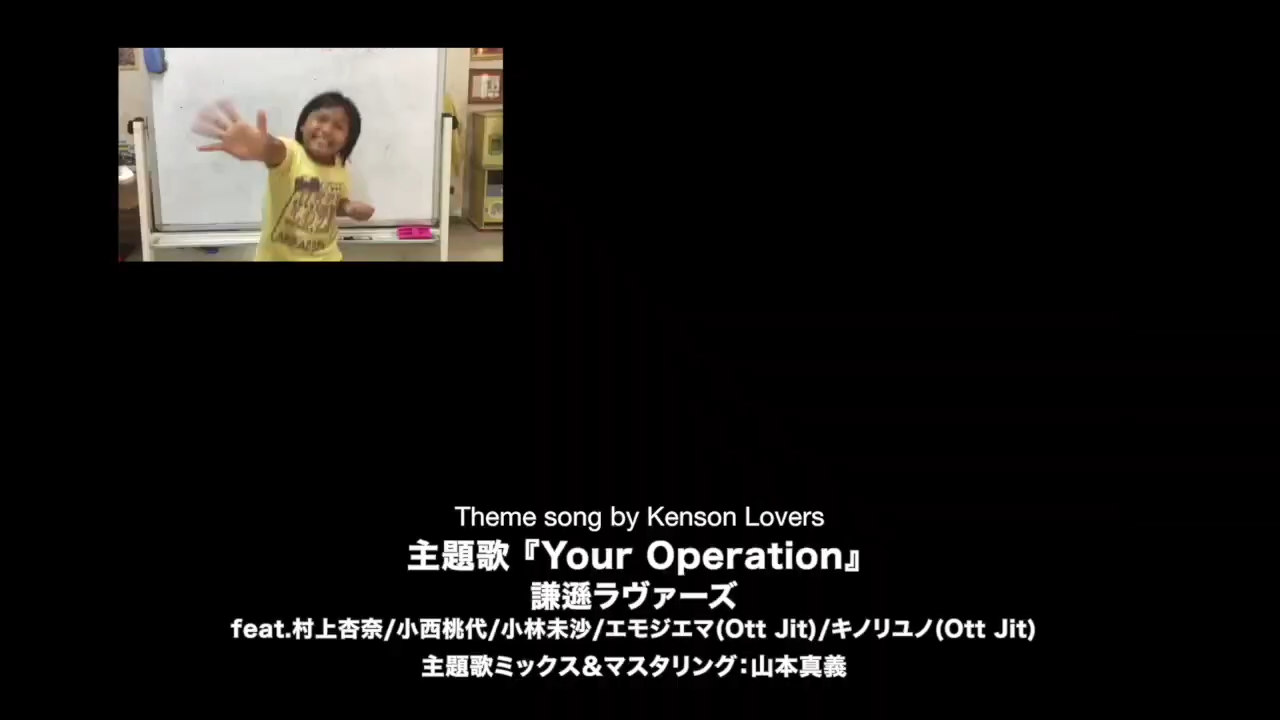 Theme song by Kenson Lovers
主題歌『Your Operation』
謙遜ラヴァーズ
feat.村上杏奈/小西桃代/小林未沙/エモジエマ(Ott Jit)/キノリユノ(Ott Jit)
主題歌ミックス&マスタリング:山本真義